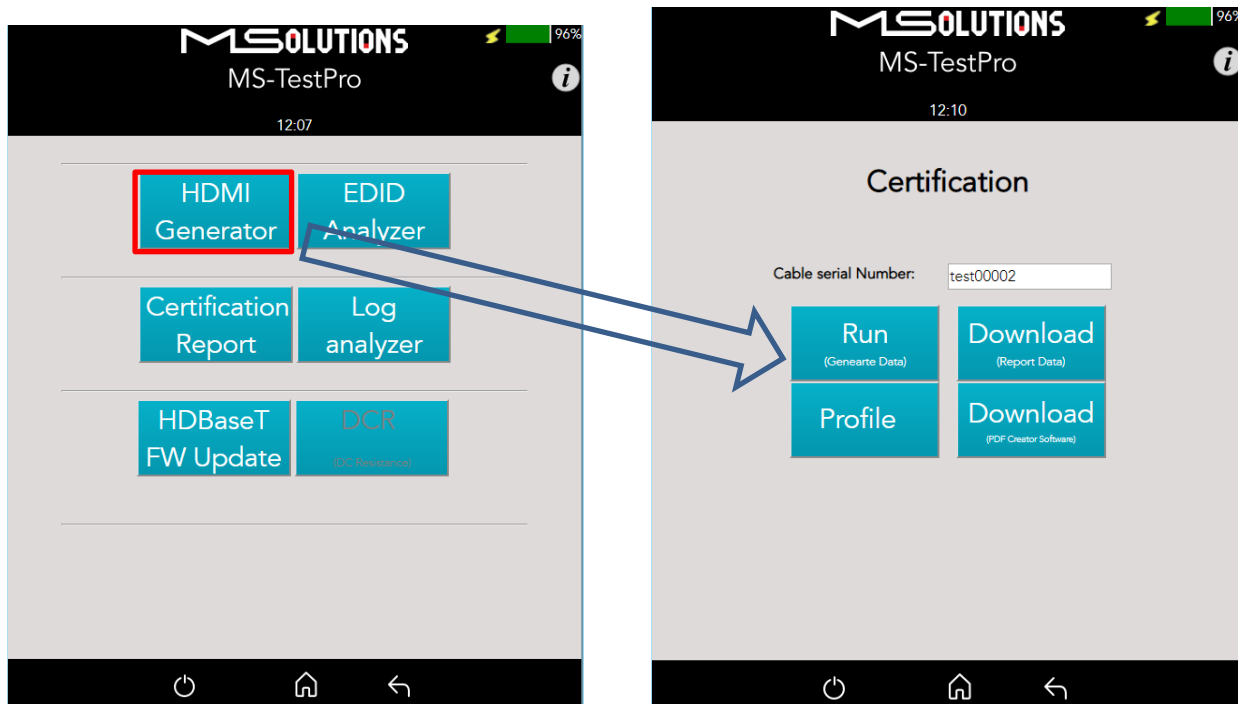 MSOLUTIONS
96%
MS-TestPro
i
12:07
HDMI
Generator
EDID
Analyzer
Certification
Report
Log
analyzer
HDBaseT
FW Update
DCR
(DC Resistance)
MSOLUTIONS
96%
MS-TestPro
i
12:10
Certification
Cable serial Number:
test00002
Run
(Genearte Data)
Download
(Report Data)
Profile
Download
(PDF Creator Software)